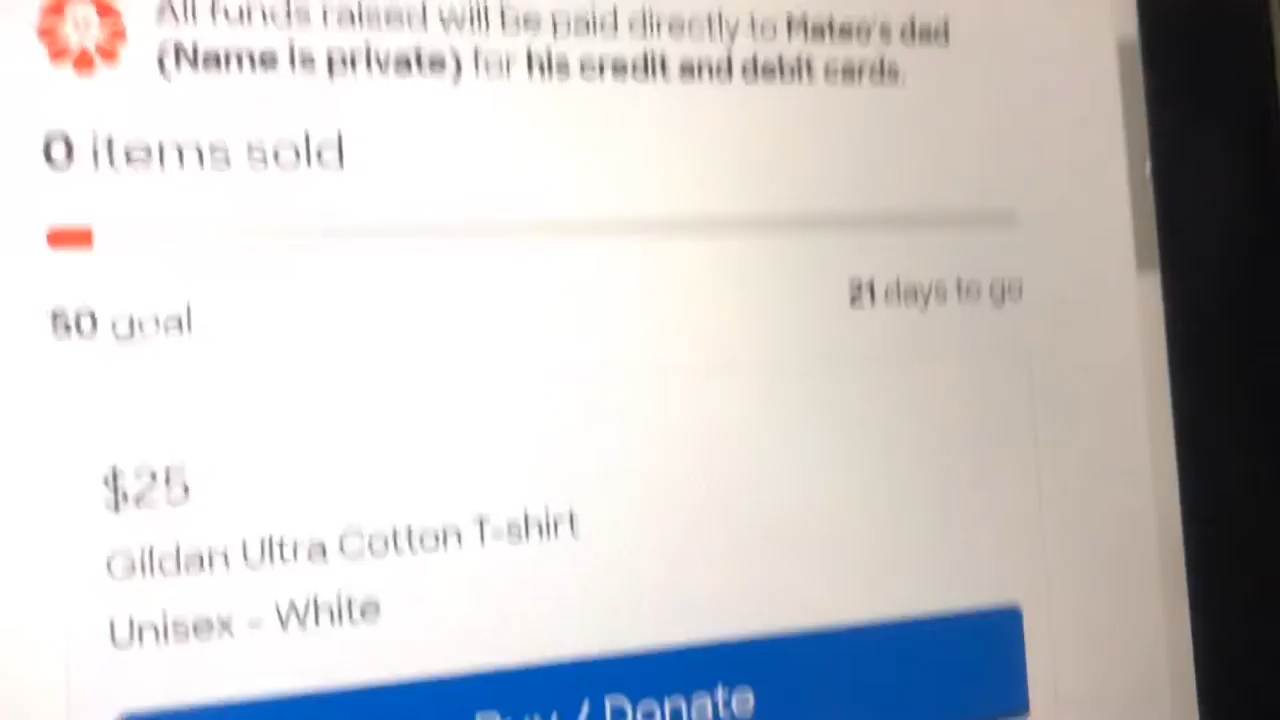 All funds raised will be paid directly to Mateo's dad
(Name is private) for his credit and debit cards.
0 items sold
50 goal
21 days to go
$25
Gildan Ultra Cotton T-shirt
Unisex - White
Buy / Donate